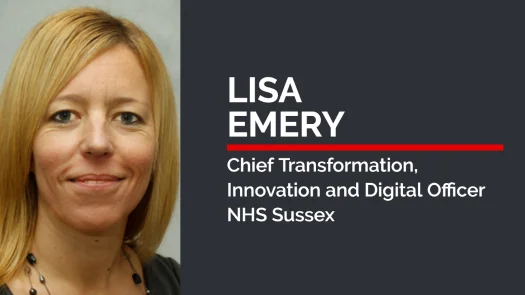 LISA
EMERY
Chief Transformation,
Innovation and Digital Officer
NHS Sussex